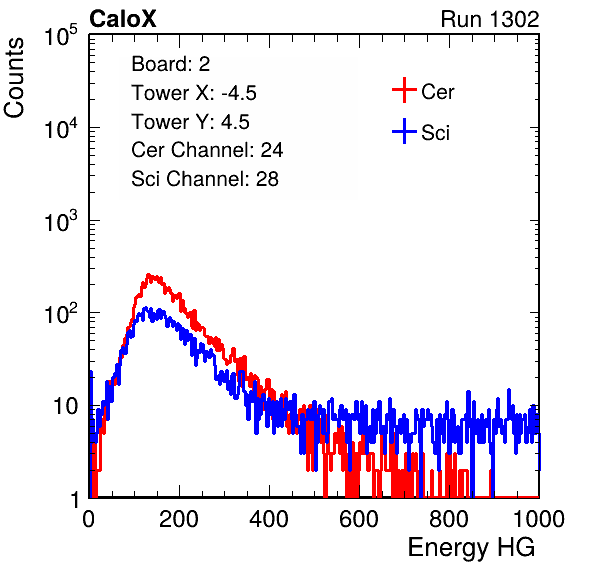 CaloX Run 1302
Counts
Board: 2
Tower X: -4.5
Tower Y: 4.5
Cer Channel: 24
Sci Channel: 28
Cer
Sci
10^5
10^4
10^3
10^2
10
1
0 200 400 600 800 1000
Energy HG